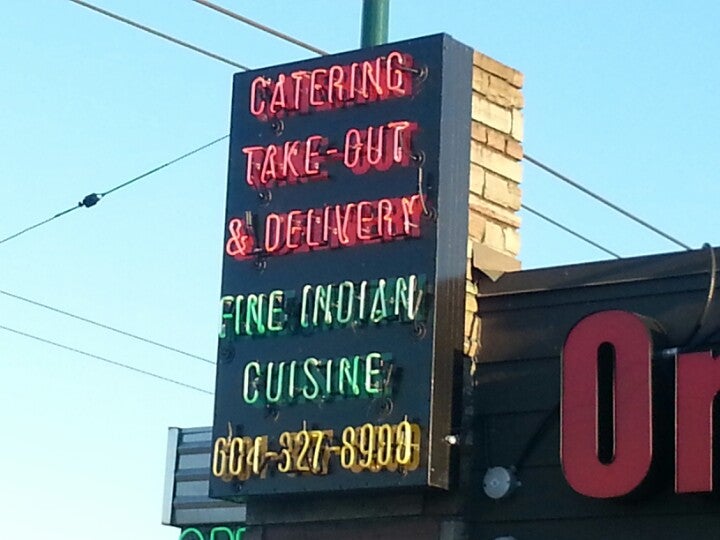 CATERING
TAKE-OUT
& DELIVERY
FINE INDIAN
CUISINE
604-327-8900